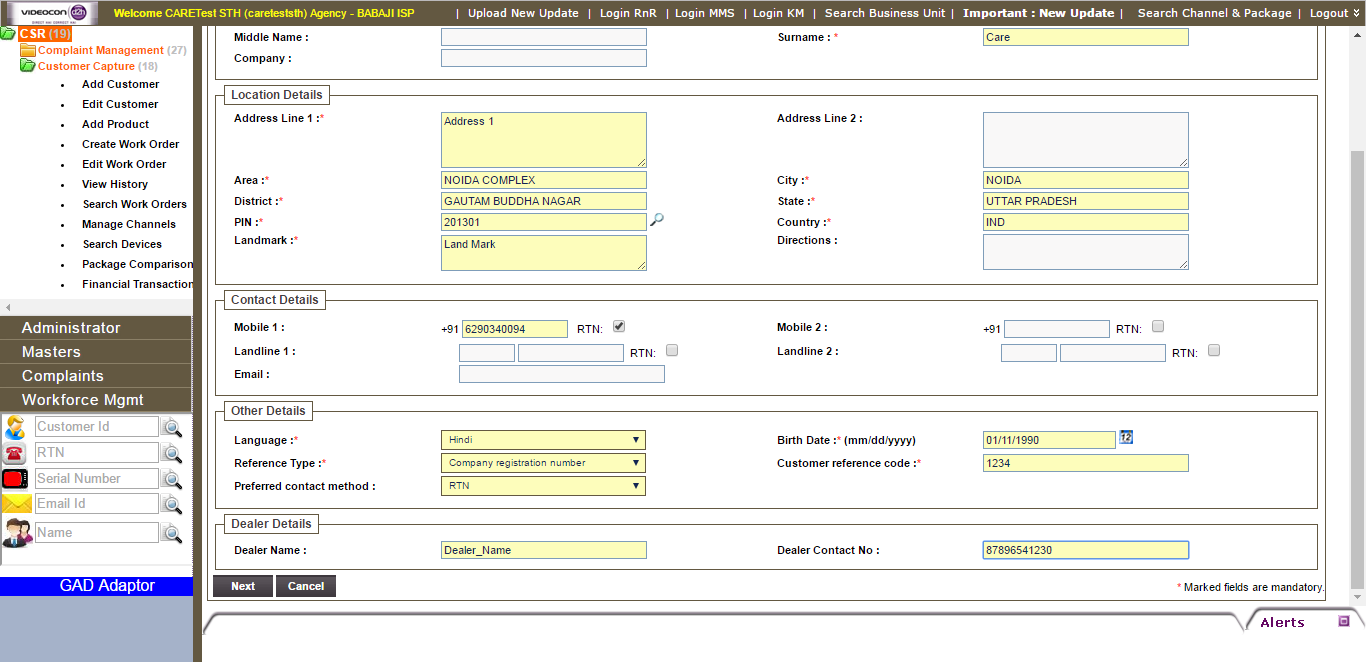 VIDEOCON d2h
Welcome CARETest STH (careteststh) Agency - BABAJI ISP
| Upload New Update | Login RnR | Login MMS | Login KM | Search Business Unit | Important : New Update | Search Channel & Package | Logout
CSR (19)
Complaint Management (27)
Customer Capture (18)
Add Customer
Edit Customer
Add Product
Create Work Order
Edit Work Order
View History
Search Work Orders
Manage Channels
Search Devices
Package Comparison
Financial Transaction
Administrator
Masters
Complaints
Workforce Mgmt
Customer Id
RTN
Serial Number
Email Id
Name
GAD Adaptor
Middle Name :
Surname : * Care
Company :
Location Details
Address Line 1 :* Address 1
Address Line 2 :
Area :* NOIDA COMPLEX
City :* NOIDA
District :* GAUTAM BUDDHA NAGAR
State :* UTTAR PRADESH
PIN :* 201301
Country :* IND
Landmark :* Land Mark
Directions :
Contact Details
Mobile 1 : +91 6290340094 RTN:
Mobile 2 : +91 RTN:
Landline 1 : RTN:
Landline 2 : RTN:
Email :
Other Details
Language :* Hindi
Birth Date :* (mm/dd/yyyy) 01/11/1990 12
Reference Type :* Company registration number
Customer reference code :* 1234
Preferred contact method : RTN
Dealer Details
Dealer Name : Dealer_Name
Dealer Contact No : 87896541230
Next Cancel
* Marked fields are mandatory.
Alerts